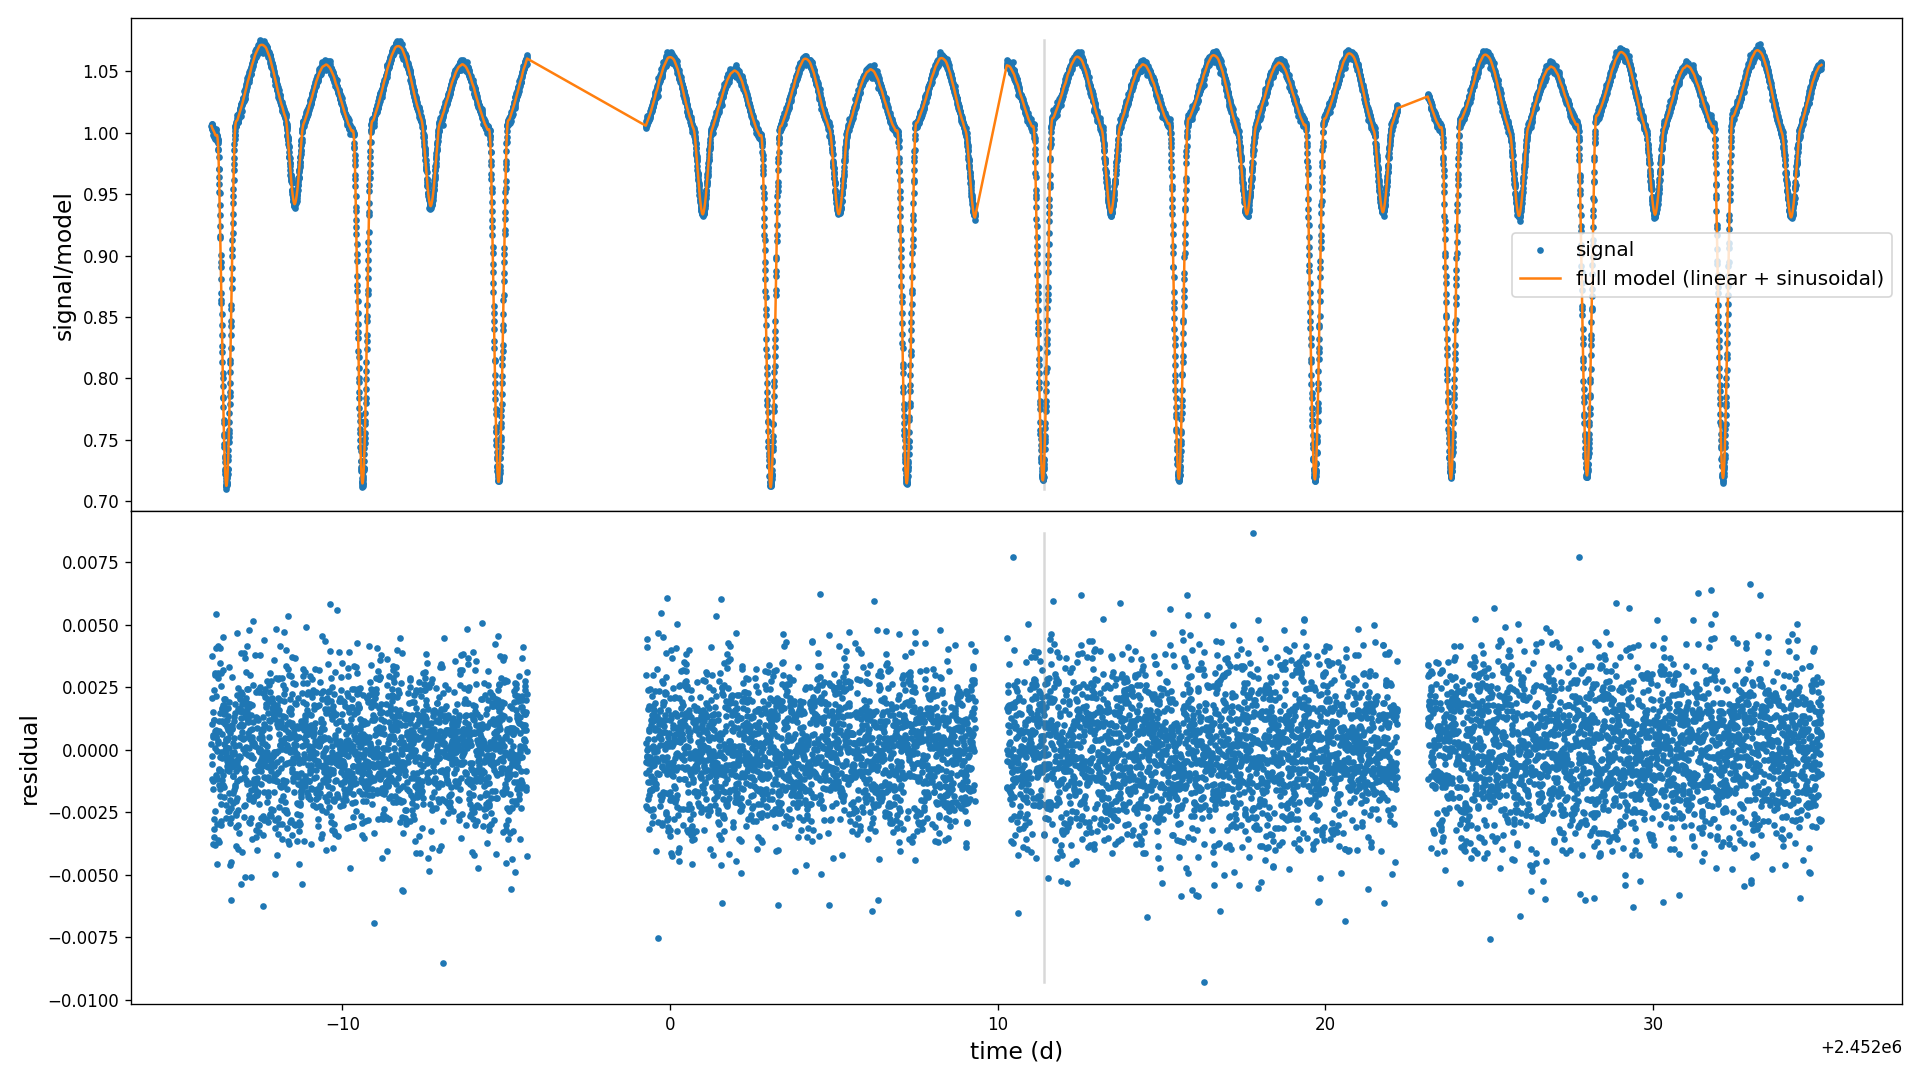 signal/model
1.05
1.00
0.95
0.90
0.85
0.80
0.75
0.70
signal
full model (linear + sinusoidal)
residual
0.0075
0.0050
0.0025
0.0000
−0.0025
−0.0050
−0.0075
−0.0100
−10 0 10 20 30
time (d)
+2.452e6